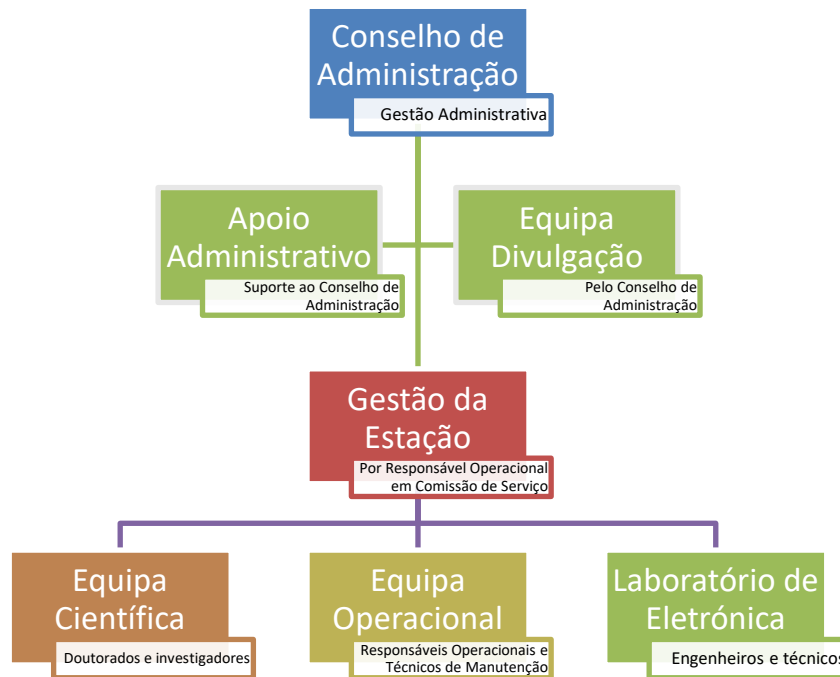 Conselho de
Administração
Gestão Administrativa
Apoio
Administrativo
Suporte ao Conselho de
Administração
Equipa
Divulgação
Pelo Conselho de
Administração
Gestão da
Estação
Por Responsável Operacional
em Comissão de Serviço
Equipa
Científica
Doutorados e investigadores
Equipa
Operacional
Responsáveis Operacionais e
Técnicos de Manutenção
Laboratório de
Eletrónica
Engenheiros e técnicos